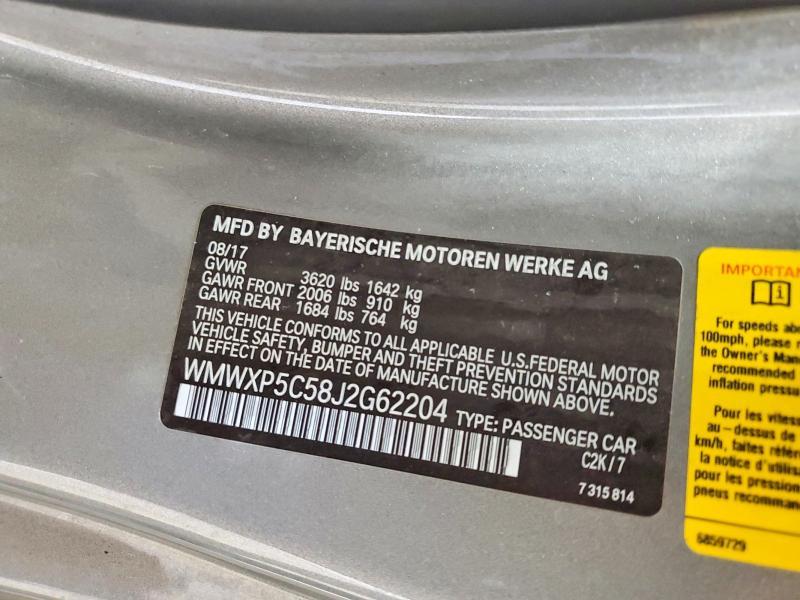 MFD BY BAYERISCHE MOTOREN WERKE AG
08/17
GVWR 3620 lbs 1642 kg
GAWR FRONT 2006 lbs 910 kg
GAWR REAR 1684 lbs 764 kg
THIS VEHICLE CONFORMS TO ALL APPLICABLE U.S.FEDERAL MOTOR
VEHICLE SAFETY, BUMPER AND THEFT PREVENTION STANDARDS
IN EFFECT ON THE DATE OF MANUFACTURE SHOWN ABOVE.
WMWXP5C58J2G62204 TYPE: PASSENGER CAR
C2K/7
7 315 814
IMPORTAN
i
For speeds abo
100mph, please r
the Owner's Man
recommended
inflation pressu
Pour les vitess
au-dessus de
km/h, faites référ
la notice d'utilis
pour les pression
pneus recomman
6859729